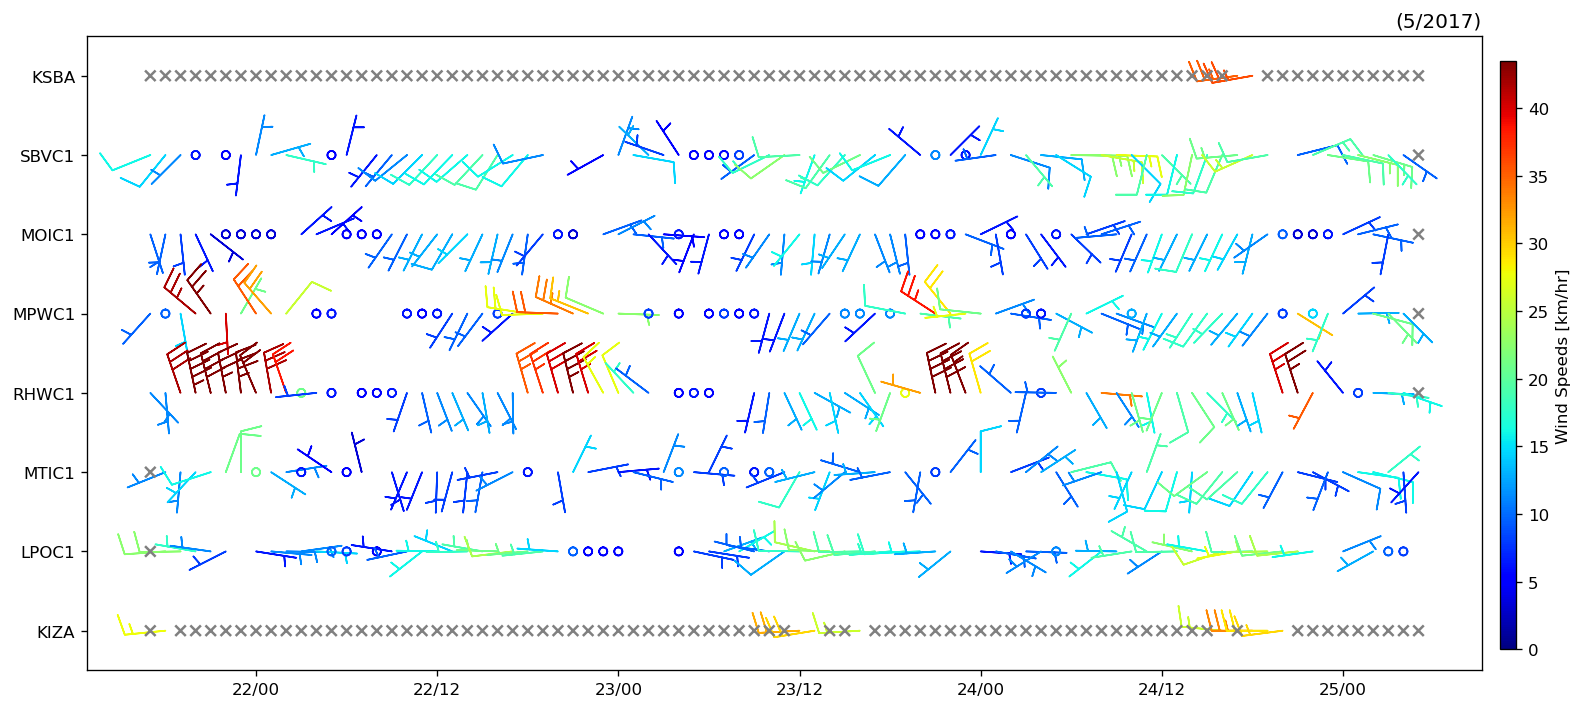 (5/2017)
KSBA
SBVC1
MOIC1
MPWC1
RHWC1
MTIC1
LPOC1
KIZA
22/00
22/12
23/00
23/12
24/00
24/12
25/00
40
35
30
25
20
15
10
5
0
Wind Speeds [km/hr]